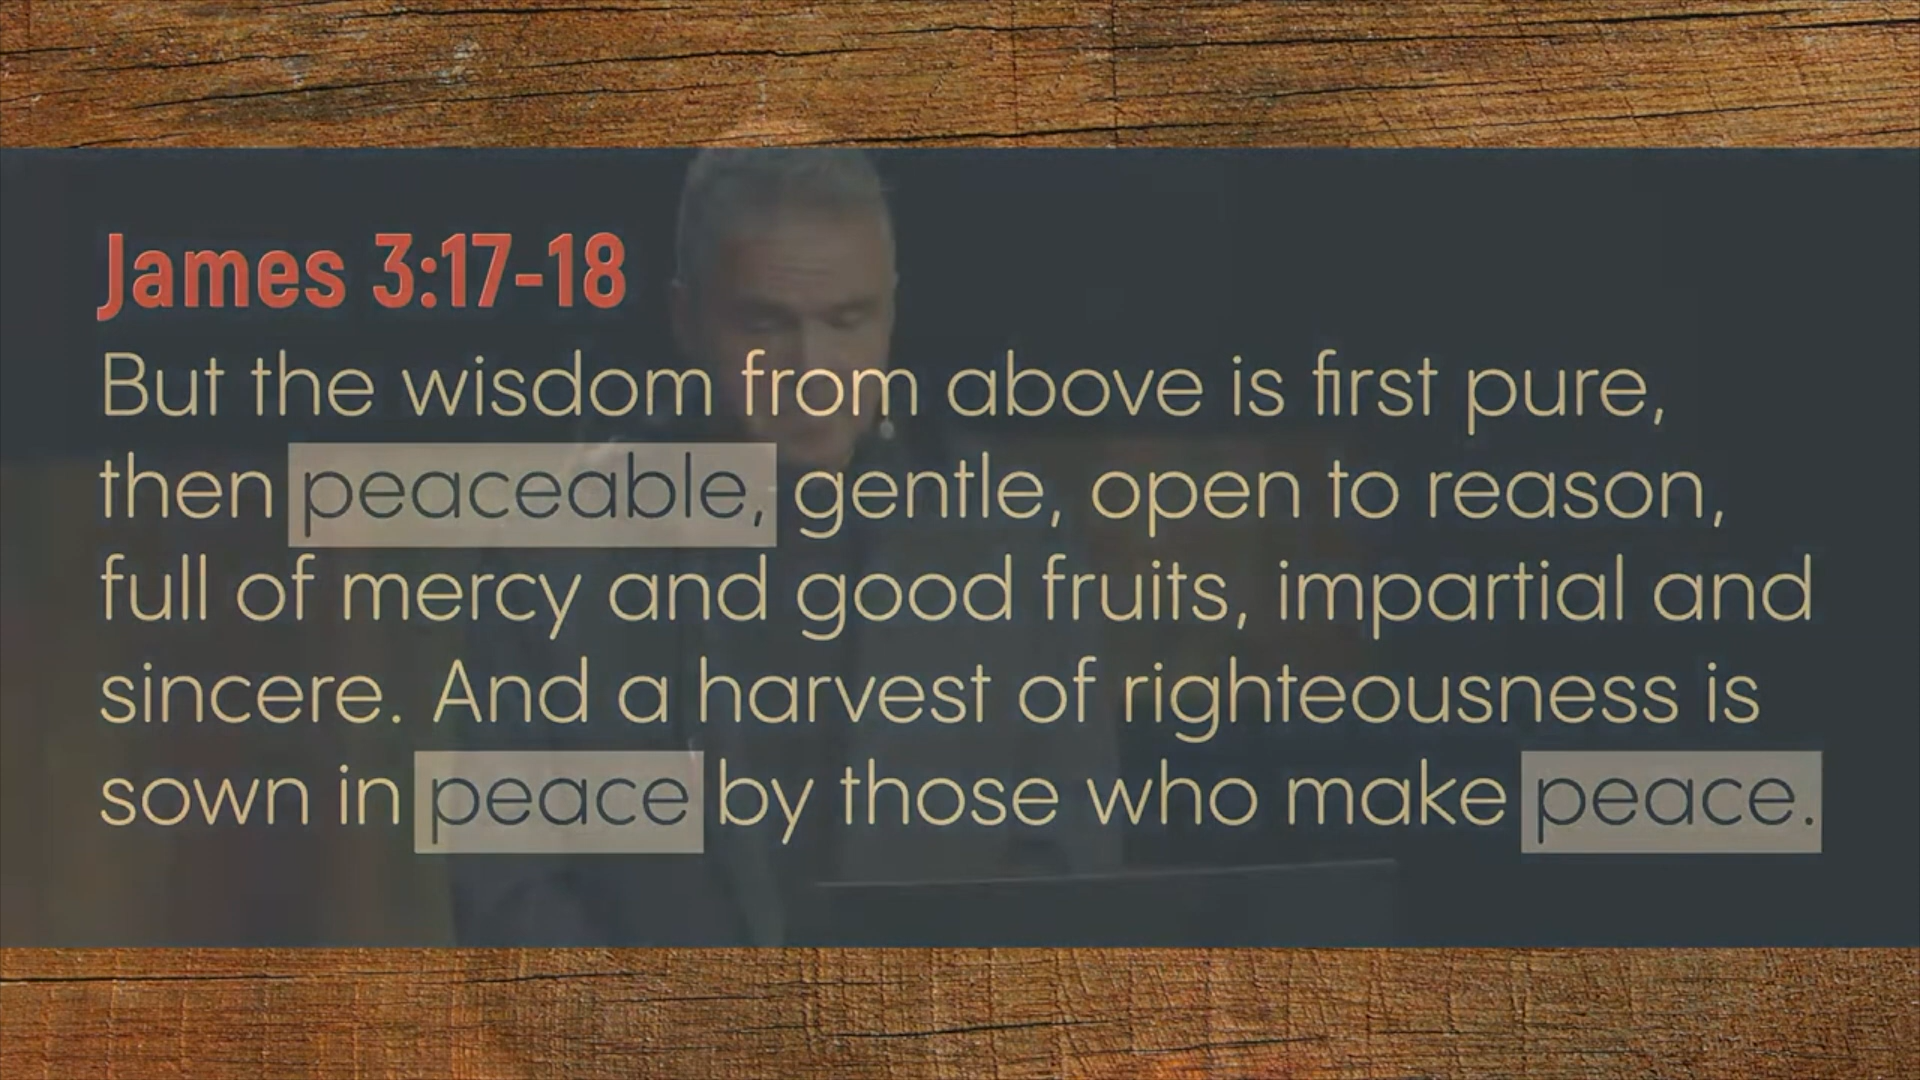 James 3:17-18
But the wisdom from above is first pure,
then peaceable, gentle, open to reason,
full of mercy and good fruits, impartial and
sincere. And a harvest of righteousness is
sown in peace by those who make peace.